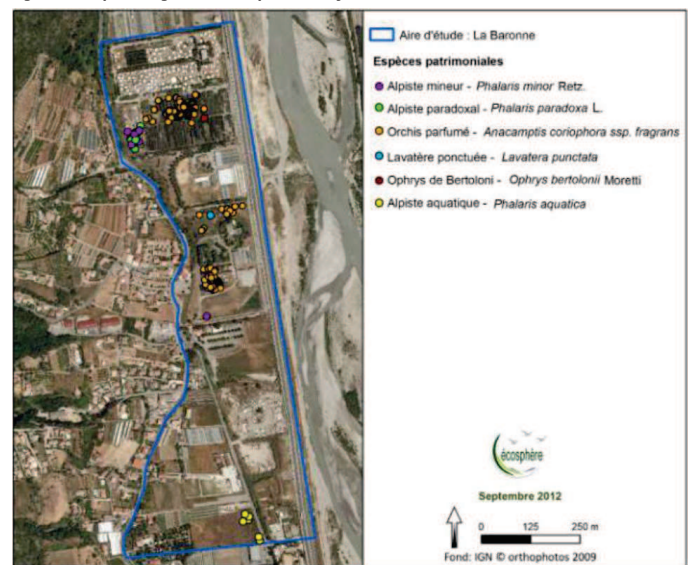 Aire d'étude : La Baronne
Espèces patrimoniales
Alpiste mineur - Phalaris minor Retz.
Alpiste paradoxal - Phalaris paradoxa L.
Orchis parfumé - Anacamptis coriophora ssp. fragrans
Lavatère ponctuée - Lavatera punctata
Ophrys de Bertoloni - Ophrys bertolonii Moretti
Alpiste aquatique - Phalaris aquatica
écosphère
Septembre 2012
0 125 250 m
Fond: IGN © orthophotos 2009